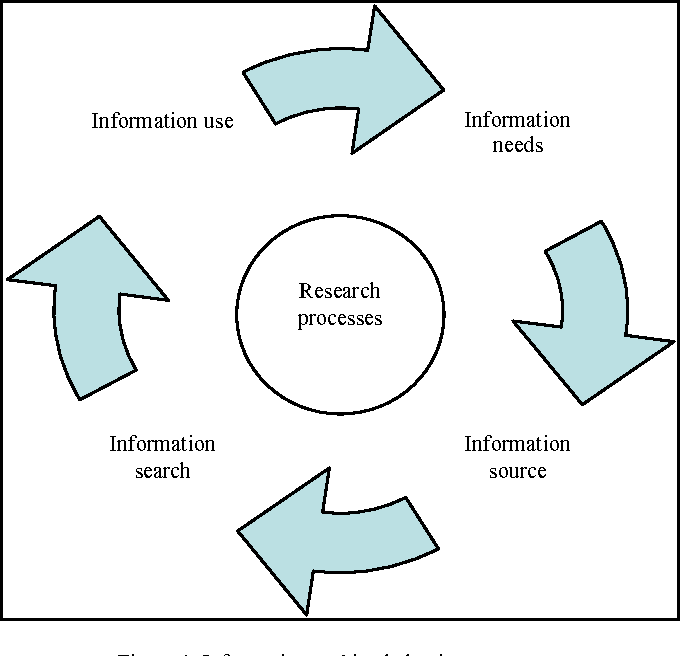 Information use
Information
needs
Research
processes
Information
search
Information
source